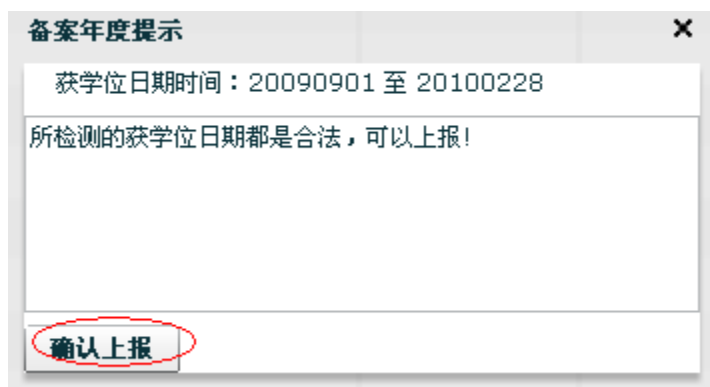 备案年度提示
获学位日期时间：20090901 至 20100228
所检测的获学位日期都是合法，可以上报!
确认上报